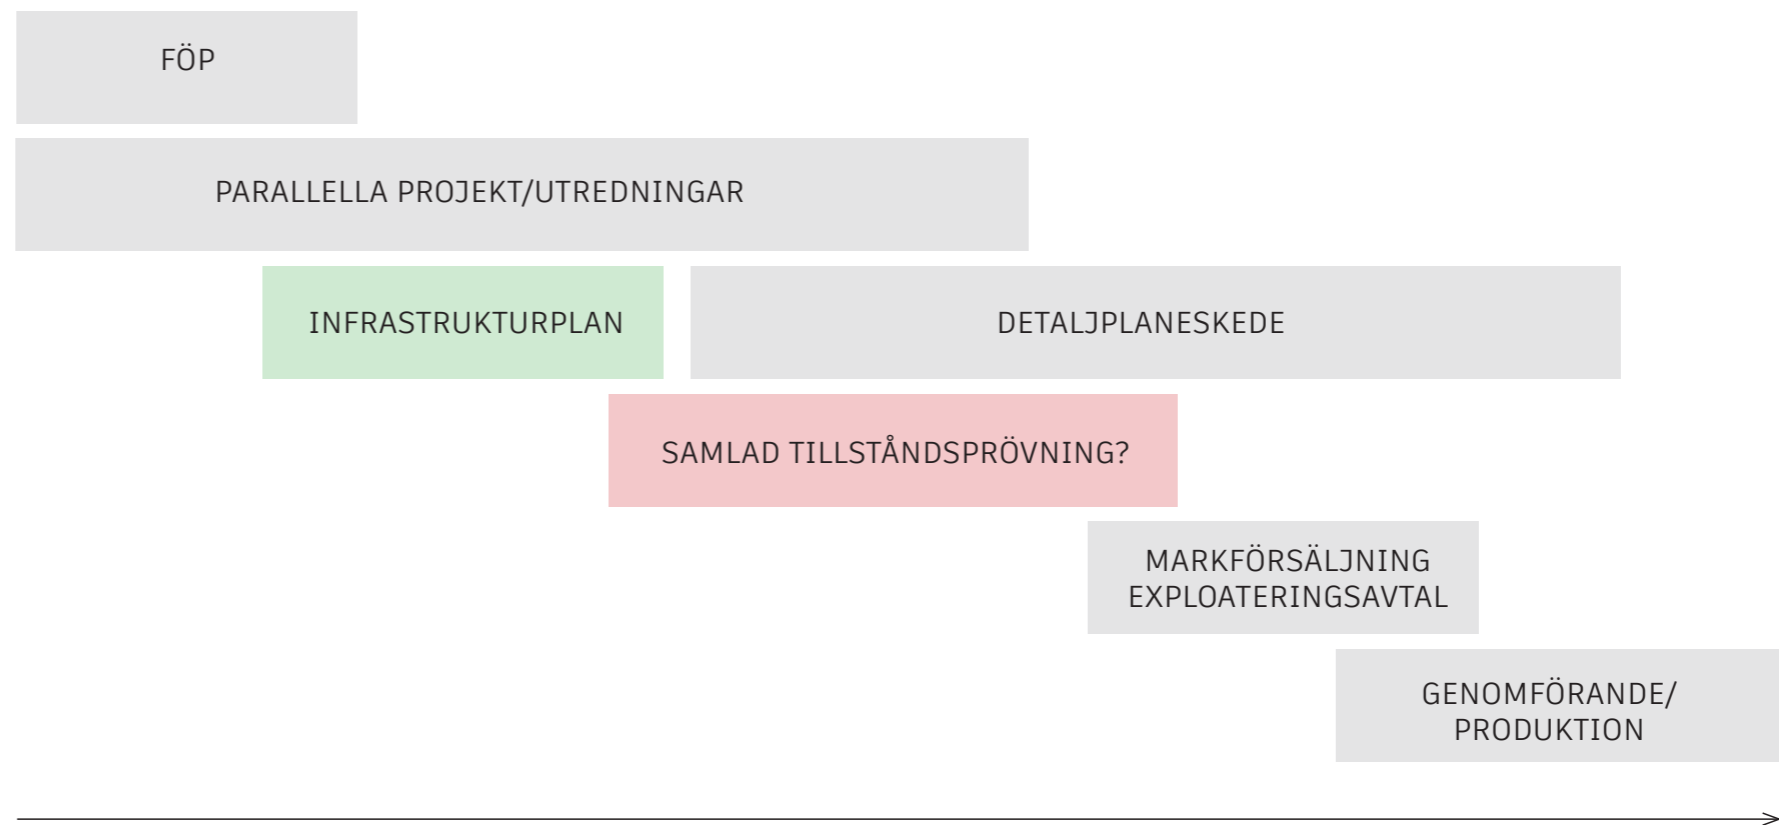 FÖP
PARALLELLA PROJEKT/UTREDNINGAR
INFRASTRUKTURPLAN
DETALJPLANESKEDE
SAMLAD TILLSTÅNDSPRÖVNING?
MARKFÖRSÄLJNING
EXPLOATERINGSAVTAL
GENOMFÖRANDE/
PRODUKTION